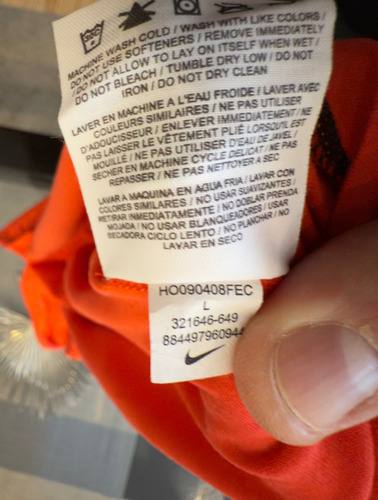 MACHINE WASH COLD / WASH WITH LIKE COLORS /
DO NOT USE SOFTENERS / REMOVE IMMEDIATELY
/ DO NOT ALLOW TO LAY ON ITSELF WHEN WET /
DO NOT BLEACH / TUMBLE DRY LOW / DO NOT
IRON / DO NOT DRY CLEAN
LAVER EN MACHINE A L'EAU FROIDE / LAVER AVEC
COULEURS SIMILAIRES / NE PAS UTILISER
D'ADOUCISSEUR / ENLEVER IMMEDIATEMENT / NE
PAS LAISSER LE VÊTEMENT PLIÉ LORSQU'IL EST
MOUILLÉ / NE PAS UTILISER D'EAU DE JAVEL /
SECHER EN MACHINE CYCLE DELICAT / NE PAS
REPASSER / NE PAS NETTOYER A SEC
LAVAR A MAQUINA EN AGUA FRIA / LAVAR CON
COLORES SIMILARES / NO USAR SUAVIZANTES /
RETIRAR INMEDIATAMENTE / NO DOBLAR PRENDA
MOJADA / NO USAR BLANQUEADORES / USAR
SECADORA CICLO LENTO / NO PLANCHAR / NO
LAVAR EN SECO
HO090408FEC
L
321646-649
884497960944